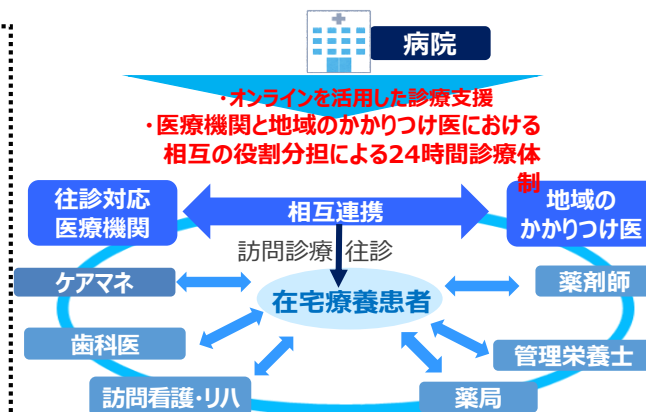 病院
・オンラインを活用した診療支援
・医療機関と地域のかかりつけ医における
相互の役割分担による24時間診療体
制
往診対応
医療機関
相互連携
地域の
かかりつけ医
訪問診療 往診
ケアマネ
在宅療養患者
薬剤師
歯科医
管理栄養士
訪問看護・リハ
薬局